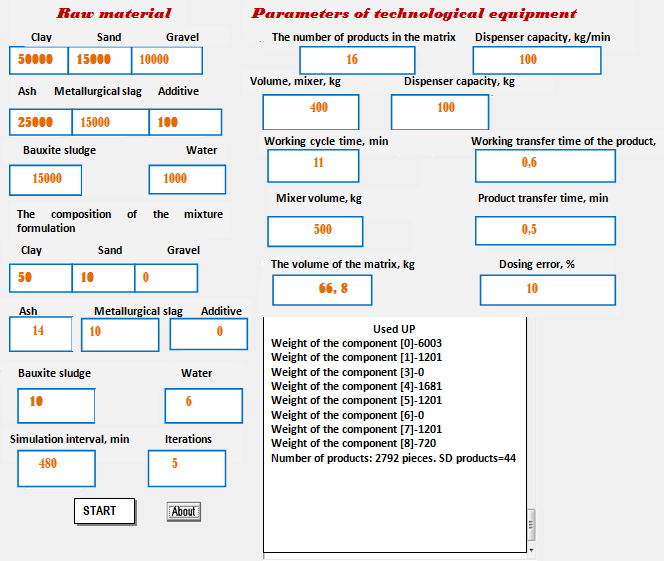 Raw material
Parameters of technological equipment
Clay Sand Gravel
50000 15000 10000
Ash Metallurgical slag Additive
25000 15000 100
Bauxite sludge Water
15000 1000
The composition of the mixture
formulation
Clay Sand Gravel
50 10 0
Ash Metallurgical slag Additive
14 10 0
Bauxite sludge Water
10 6
Simulation interval, min Iterations
480 5
START About
The number of products in the matrix Dispenser capacity, kg/min
16 100
Volume, mixer, kg Dispenser capacity, kg
400 100
Working cycle time, min Working transfer time of the product,
11 0,6
Mixer volume, kg Product transfer time, min
500 0,5
The volume of the matrix, kg Dosing error, %
66, 8 10
Used UP
Weight of the component [0]-6003
Weight of the component [1]-1201
Weight of the component [3]-0
Weight of the component [4]-1681
Weight of the component [5]-1201
Weight of the component [6]-0
Weight of the component [7]-1201
Weight of the component [8]-720
Number of products: 2792 pieces. SD products=44